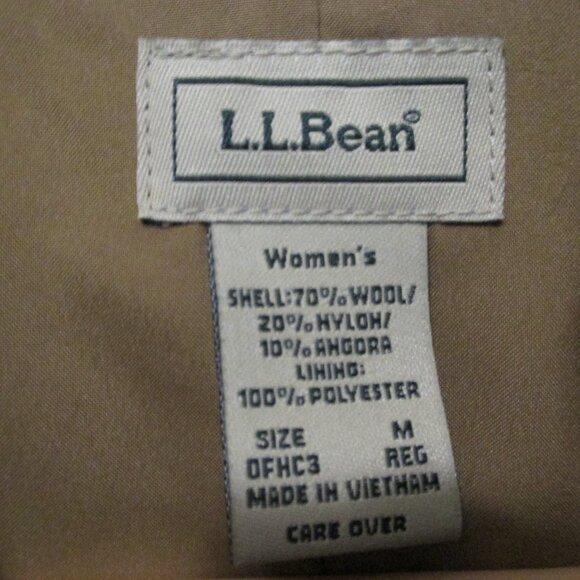 L.L.Bean®
Women's
SHELL:70%WOOL/
20%NYLON/
10%ANGORA
LINING:
100%POLYESTER
SIZE M
OFHC3 REG
MADE IN VIETNAM
CARE OVER